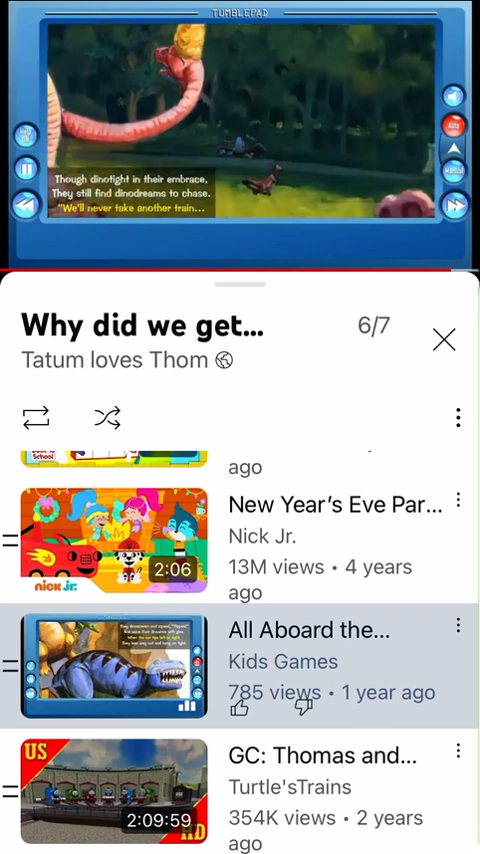 TUMBLEPAD
Auto
Manual
Though dinotight in their embrace,
They still find dinodreams to chase.
"We'll never take another train...
Why did we get...
6/7
Tatum loves Thom
ago
New Year's Eve Par...
Nick Jr.
13M views • 4 years
ago
nick jr.
2:06
All Aboard the...
Kids Games
785 views • 1 year ago
GC: Thomas and...
Turtle'sTrains
354K views • 2 years
ago
US
2:09:59
HD